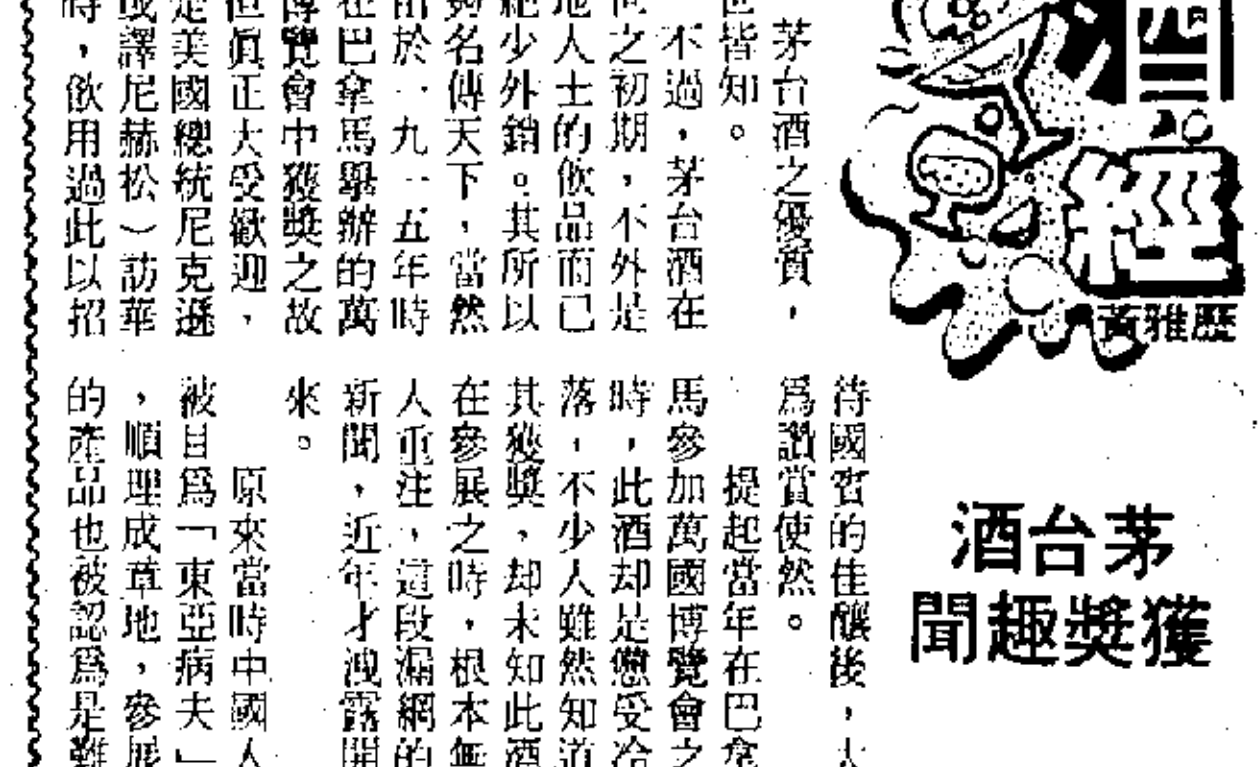 酒經
黃雅歷
茅台酒
獲獎趣聞
茅台酒之優質，
世皆知。
不過，茅台酒在
之初期，不外是
地人士的飲品而已
絕少外銷。其所以
夠名傳天下，當然
由於一九一五年時
在巴拿馬舉辦的萬
博覽會中獲獎之故
但眞正大受歡迎，
是美國總統尼克遜
或譯尼赫松）訪華
時，飲用過此以招
待國賓的佳釀後，大
爲讚賞使然。
提起當年在巴拿
馬參加萬國博覽會之
時，此酒却是憊受冷
落，不少人雖然知道
其獲獎，却未知此酒
在參展之時，根本無
人重注，這段漏網的
新聞，近年才洩露開
來。
原來當時中國人
被目爲「東亞病夫」
，順理成章地，參展
的產品也被認爲是難